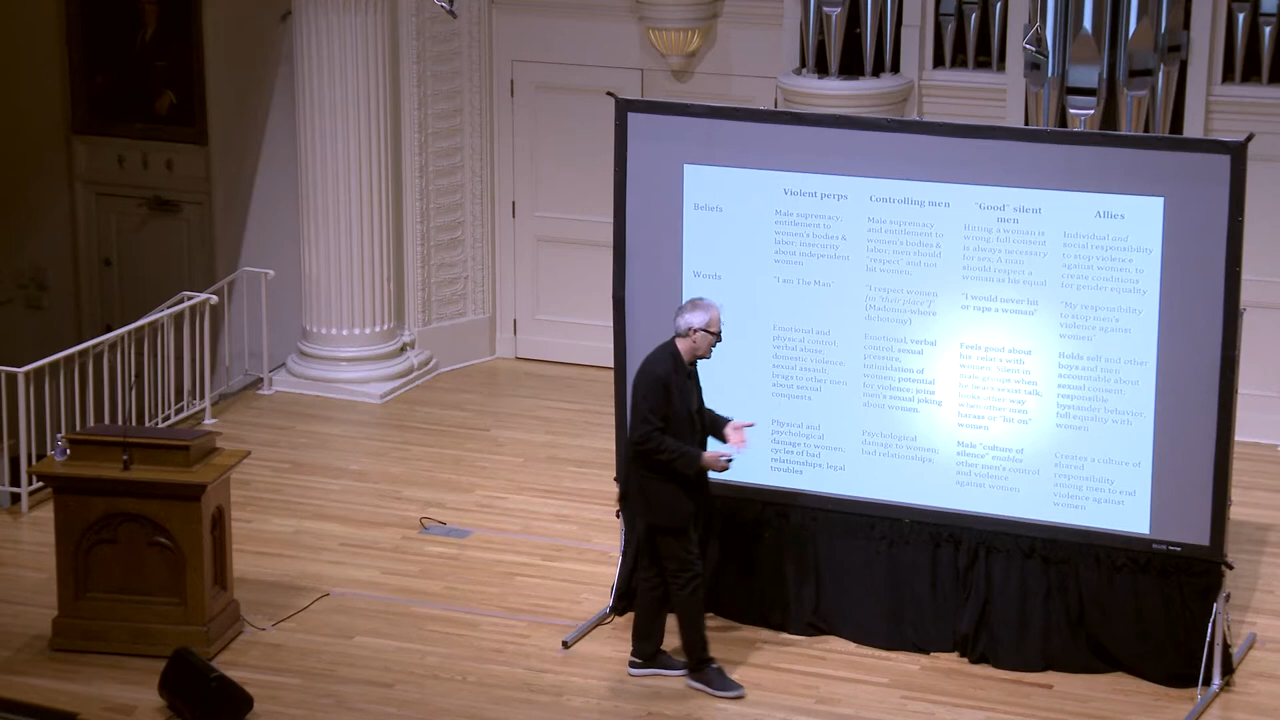 Violent perps
Controlling men
"Good" silent
men
Allies
Beliefs
Male supremacy,
entitlement to
women's bodies &
labor; insecurity
about independent
women
Male supremacy
and entitlement to
women's bodies &
labor; men should
"respect" and not
hit women;
Hitting a woman is
wrong; full consent
is always necessary
for sex; A man
should respect a
woman as his equal
Individual and
social responsibility
to stop violence
against women, to
create conditions
for gender equality
Words
"I am The Man"
"I respect women
[in "their place"]"
(Madonna-whore
dichotomy)
"I would never hit
or rape a woman"
"My responsibility
to stop men's
violence against
women"
Emotional and
physical control;
verbal abuse;
domestic violence;
sexual assault;
brags to other men
about sexual
conquests.
Emotional, verbal
control, sexual
pressure,
intimidation of
women; potential
for violence; joins
men's sexual joking
about women.
Feels good about
his relat's with
women. Silent in
male groups when
he hears sexist talk;
looks other way
when other men
harass or "hit on"
women
Holds self and other
boys and men
accountable about
sexual consent;
responsible
bystander behavior,
full equality with
women
Physical and
psychological
damage to women;
cycles of bad
relationships; legal
troubles
Psychological
damage to women;
bad relationships;
Male "culture of
silence" enables
other men's control
and violence
against women
Creates a culture of
shared
responsibility
among men to end
violence against
women